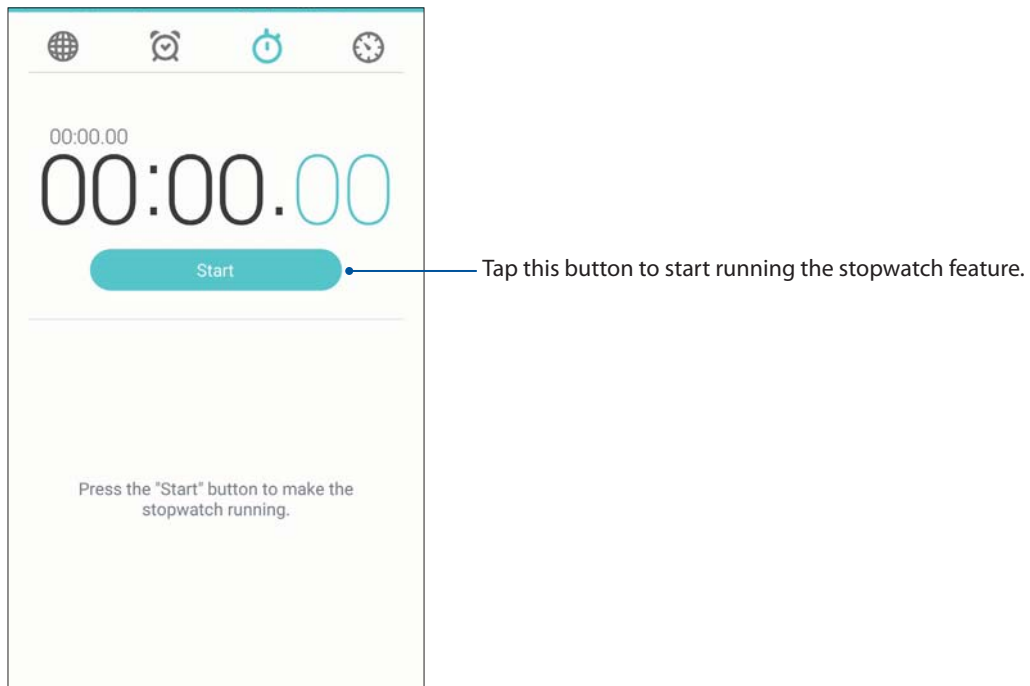 00:00.00
00:00.00
Start
Tap this button to start running the stopwatch feature.
Press the "Start" button to make the
stopwatch running.